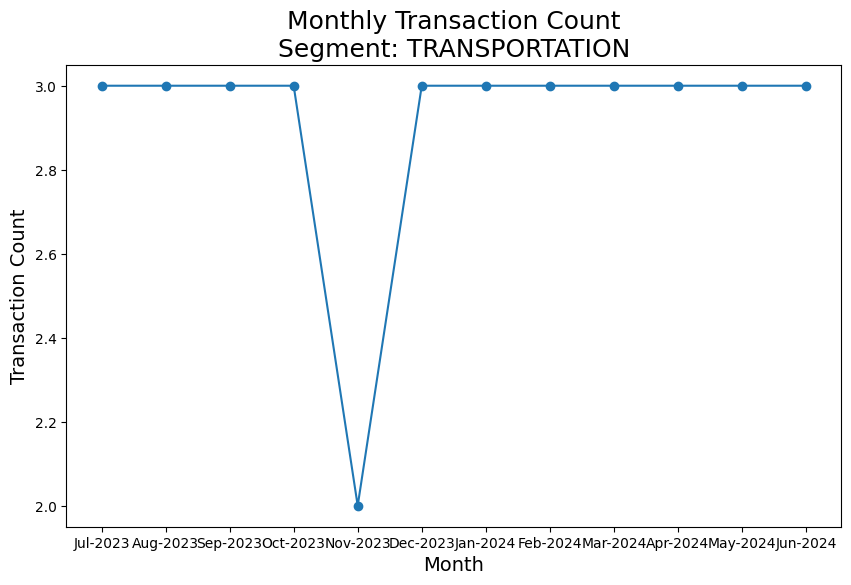 Monthly Transaction Count
Segment: TRANSPORTATION
Transaction Count
3.0
2.8
2.6
2.4
2.2
2.0
Jul-2023 Aug-2023 Sep-2023 Oct-2023 Nov-2023 Dec-2023 Jan-2024 Feb-2024 Mar-2024 Apr-2024 May-2024 Jun-2024
Month